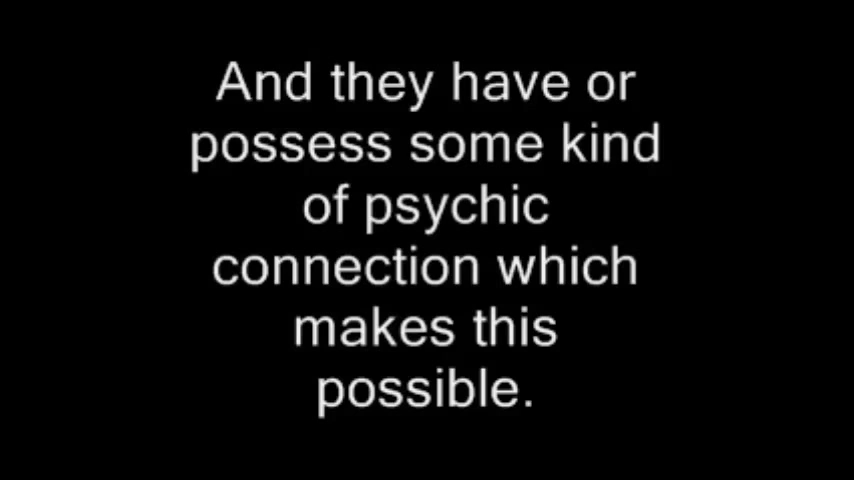 And they have or
possess some kind
of psychic
connection which
makes this
possible.